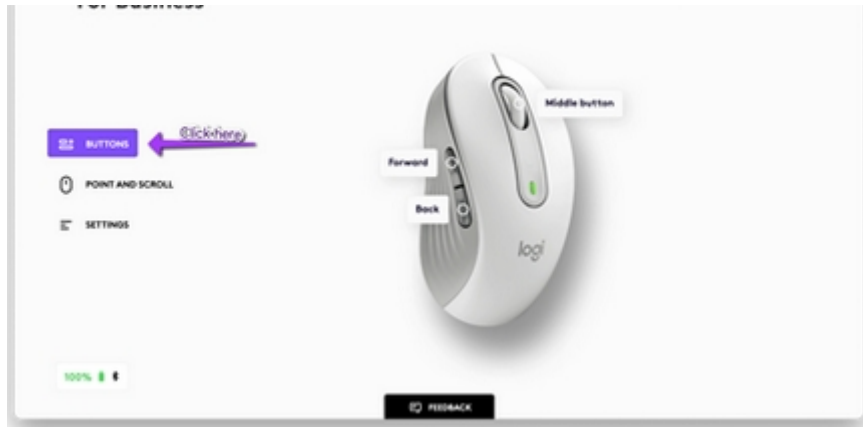 for Business
Middle button
Click here
BUTTONS
Forward
POINT AND SCROLL
Back
SETTINGS
logi
100%
FEEDBACK